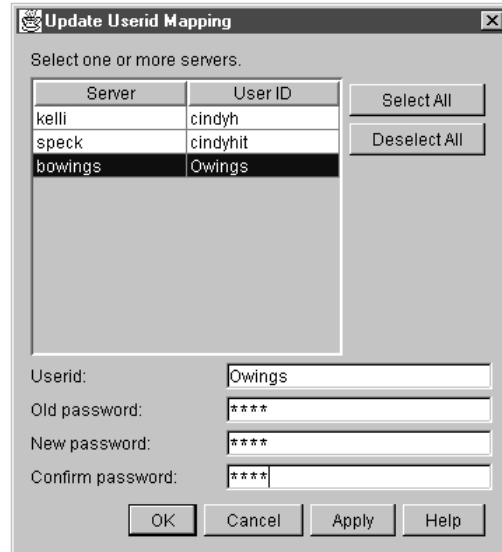 Update Userid Mapping
Select one or more servers.
Server User ID
kelli cindyh
speck cindyhit
bowings Owings
Select All
Deselect All
Userid: Owings
Old password: ****
New password: ****
Confirm password: ****
OK Cancel Apply Help